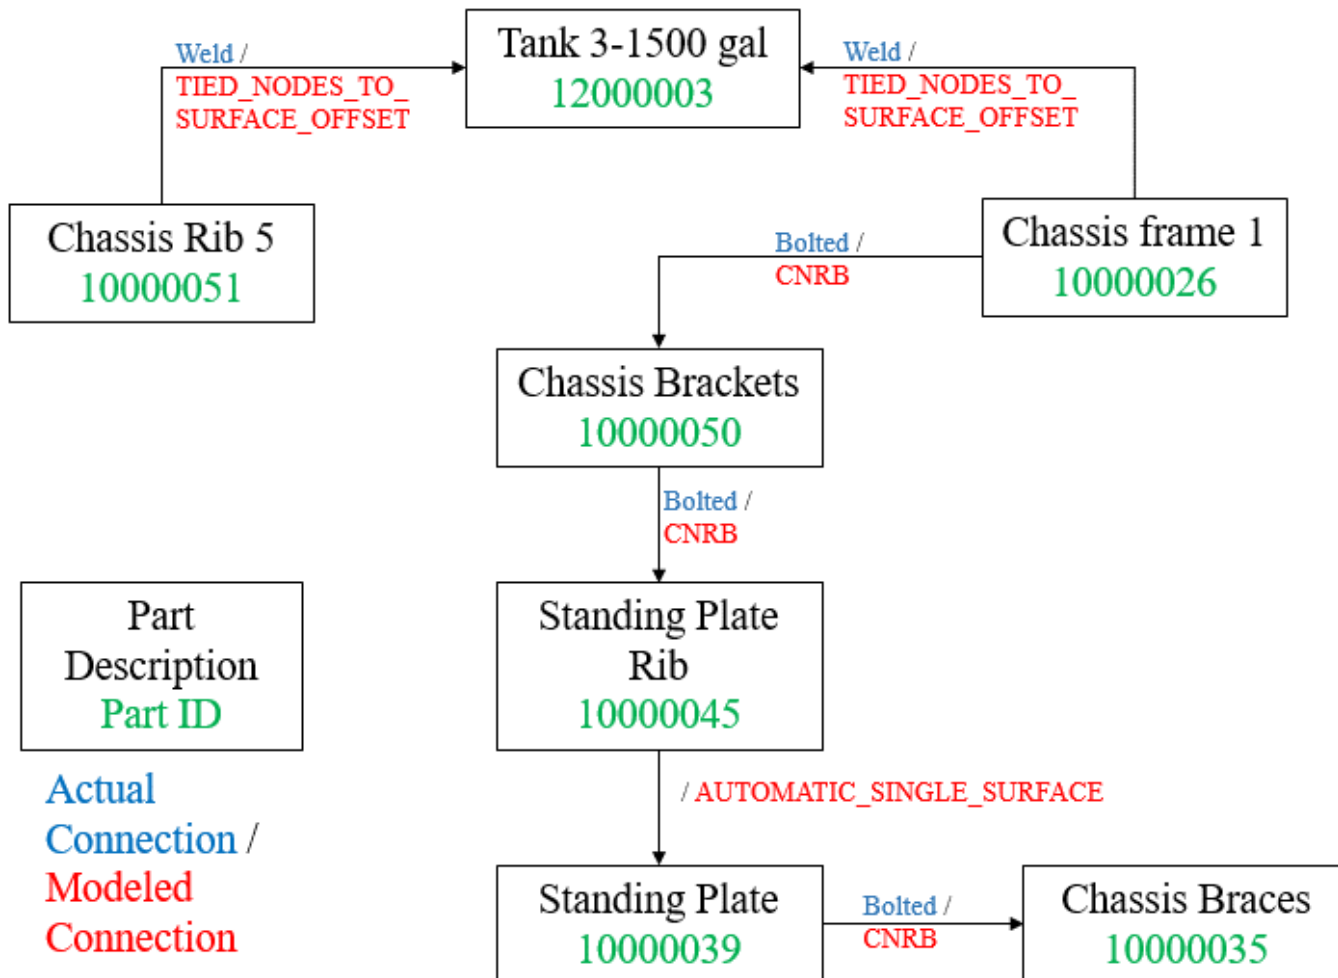 Tank 3-1500 gal
12000003
Weld /
TIED_NODES_TO_
SURFACE_OFFSET
Weld /
TIED_NODES_TO_
SURFACE_OFFSET
Chassis Rib 5
10000051
Chassis frame 1
10000026
Bolted /
CNRB
Chassis Brackets
10000050
Bolted /
CNRB
Standing Plate
Rib
10000045
/ AUTOMATIC_SINGLE_SURFACE
Standing Plate
10000039
Bolted /
CNRB
Chassis Braces
10000035
Part
Description
Part ID
Actual
Connection /
Modeled
Connection